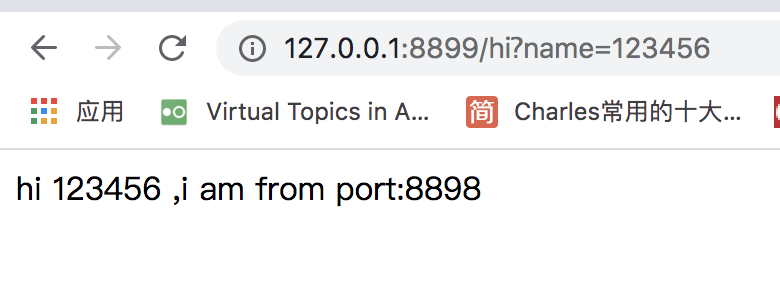 127.0.0.1:8899/hi?name=123456
应用 Virtual Topics in A... 简 Charles常用的十大...
hi 123456 ,i am from port:8898